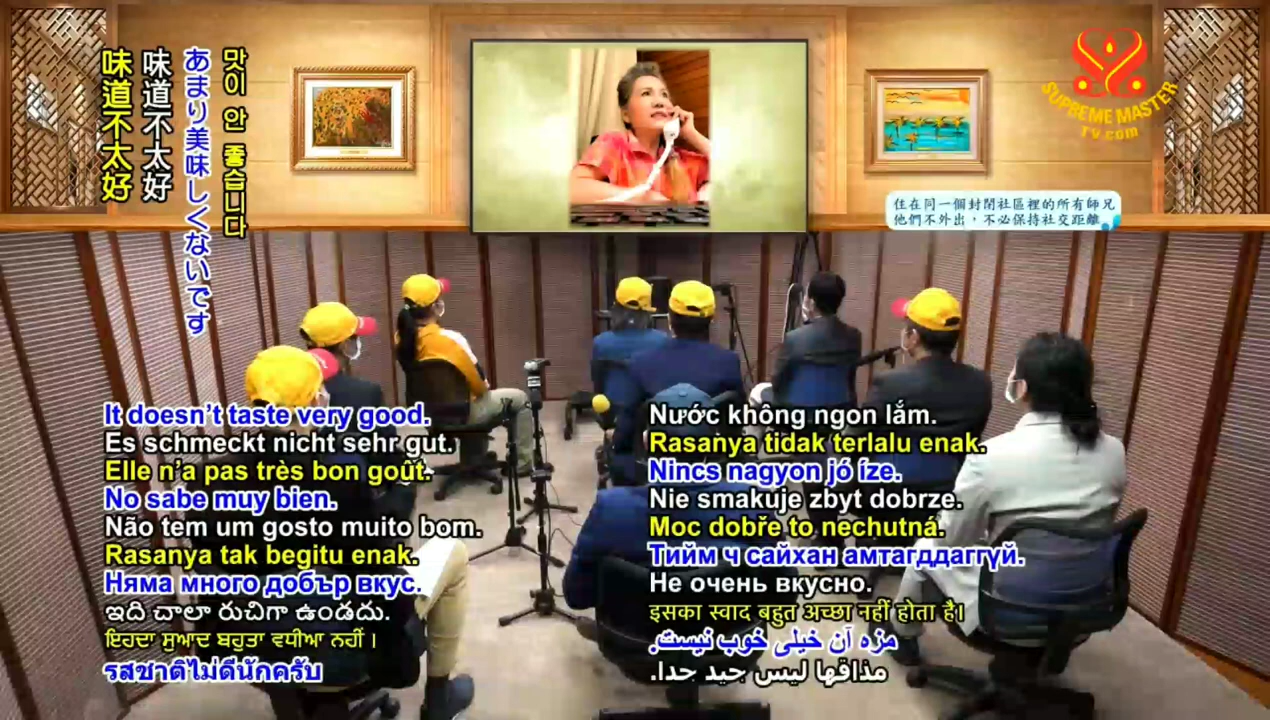 味道不太好
味道不太好
あまり美味しくないです
맛이 안 좋습니다
SUPREME MASTER
TV.com
住在同一個封閉社區裡的所有師兄
他們不外出，不必保持社交距離
It doesn't taste very good.
Es schmeckt nicht sehr gut.
Elle n'a pas très bon goût.
No sabe muy bien.
Não tem um gosto muito bom.
Rasanya tak begitu enak.
Няма много добър вкус.
ఇది చాలా రుచిగా ఉండదు.
ਇਹਦਾ ਸੁਆਦ ਬਹੁਤਾ ਵਧੀਆ ਨਹੀਂ।
รสชาติไม่ดีนักครับ
Nước không ngon lắm.
Rasanya tidak terlalu enak.
Nincs nagyon jó íze.
Nie smakuje zbyt dobrze.
Moc dobře to nechutná.
Тийм ч сайхан амтагддаггүй.
Не очень вкусно.
इसका स्वाद बहुत अच्छा नहीं होता है।
مزه آن خیلی خوب نیست.
مذاقها ليس جيد جدا.